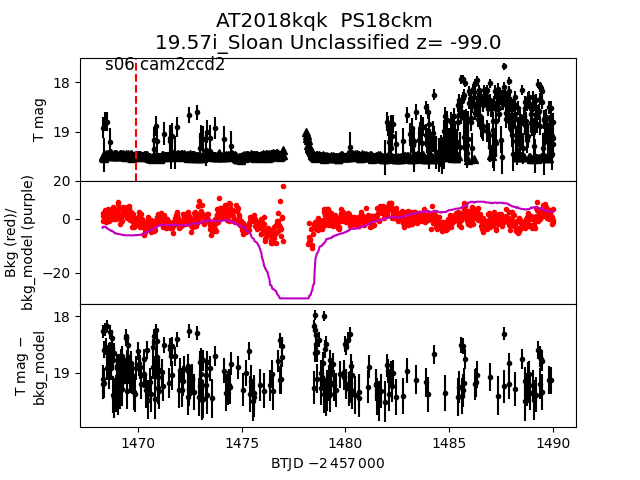 AT2018kqk  PS18ckm
19.57i_Sloan Unclassified z= -99.0
s06 cam2ccd2
18
19
20
T mag
0
−20
Bkg (red)/
bkg_model (purple)
18
19
T mag −
bkg_model
1470 1475 1480 1485 1490
BTJD −2 457 000